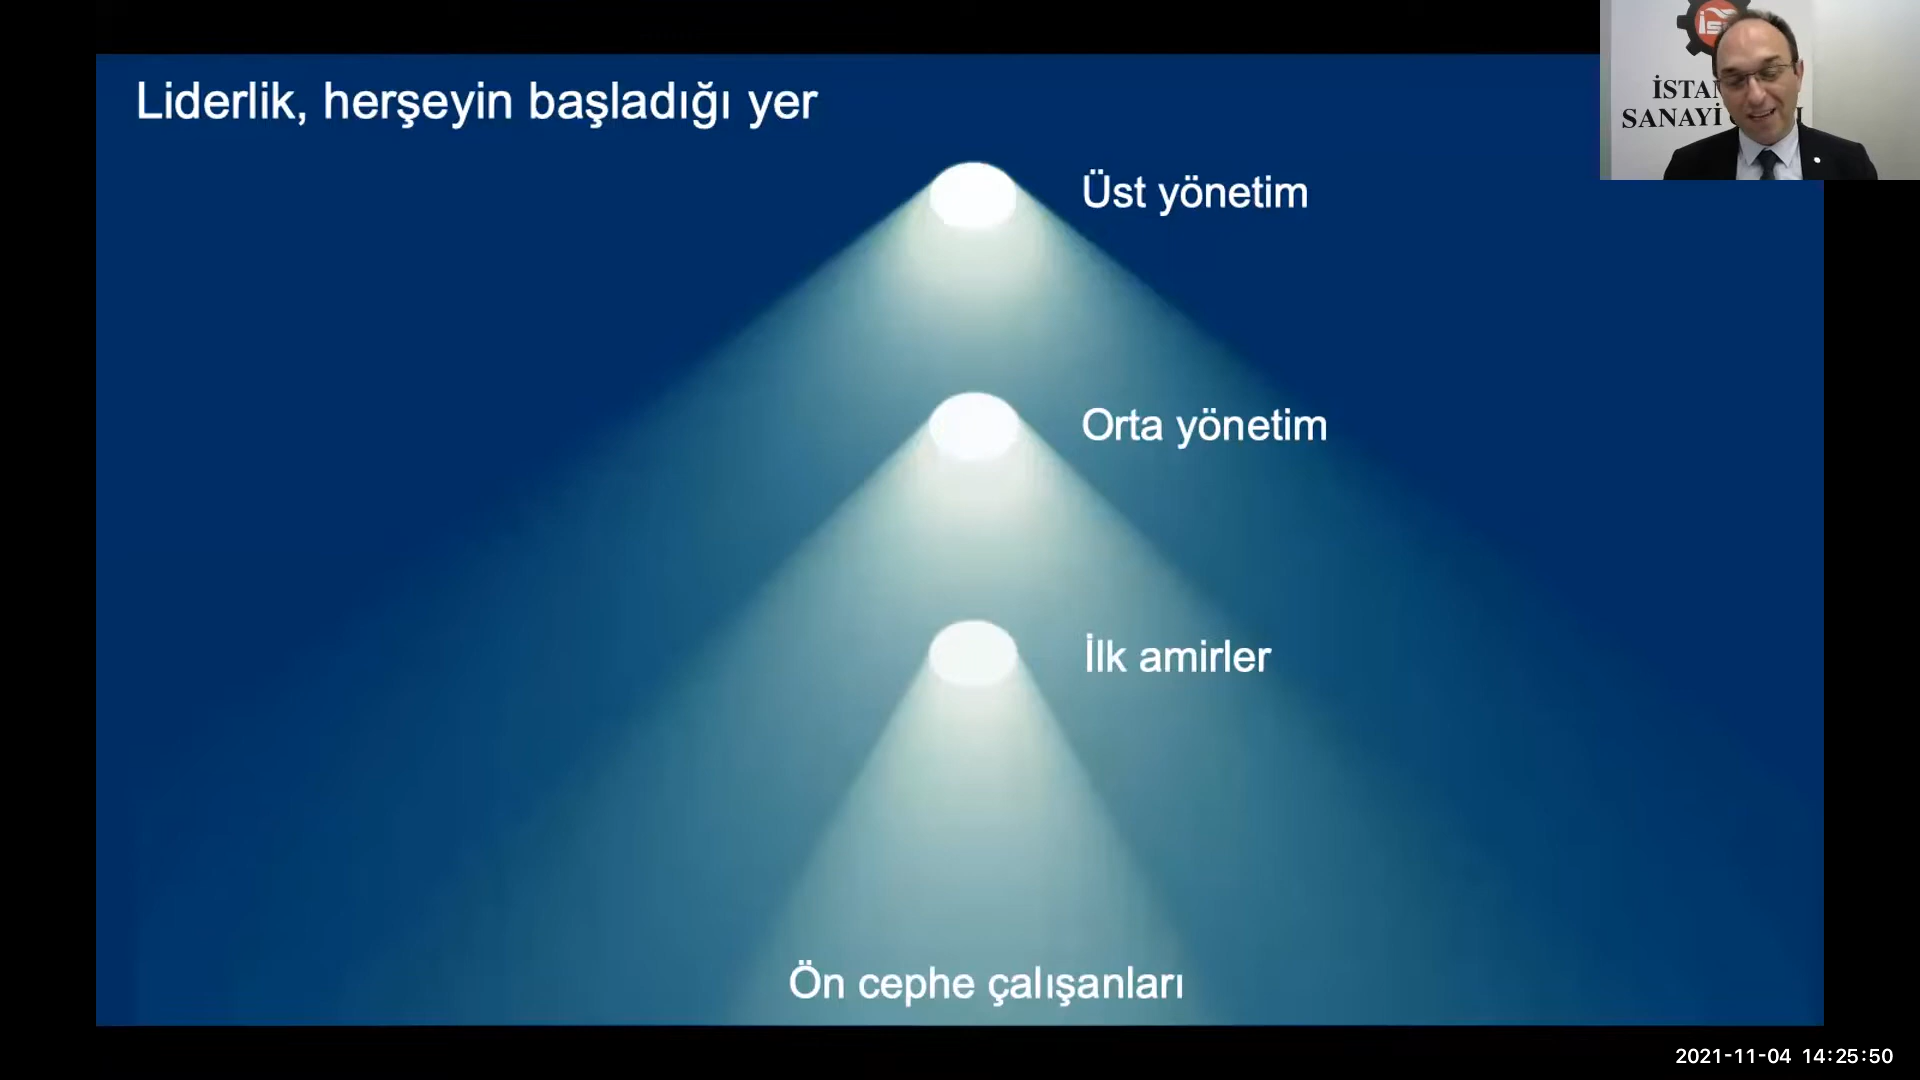 Liderlik, herşeyin başladığı yer
Üst yönetim
Orta yönetim
İlk amirler
Ön cephe çalışanları
SANAYİ
2021-11-04 14:25:50